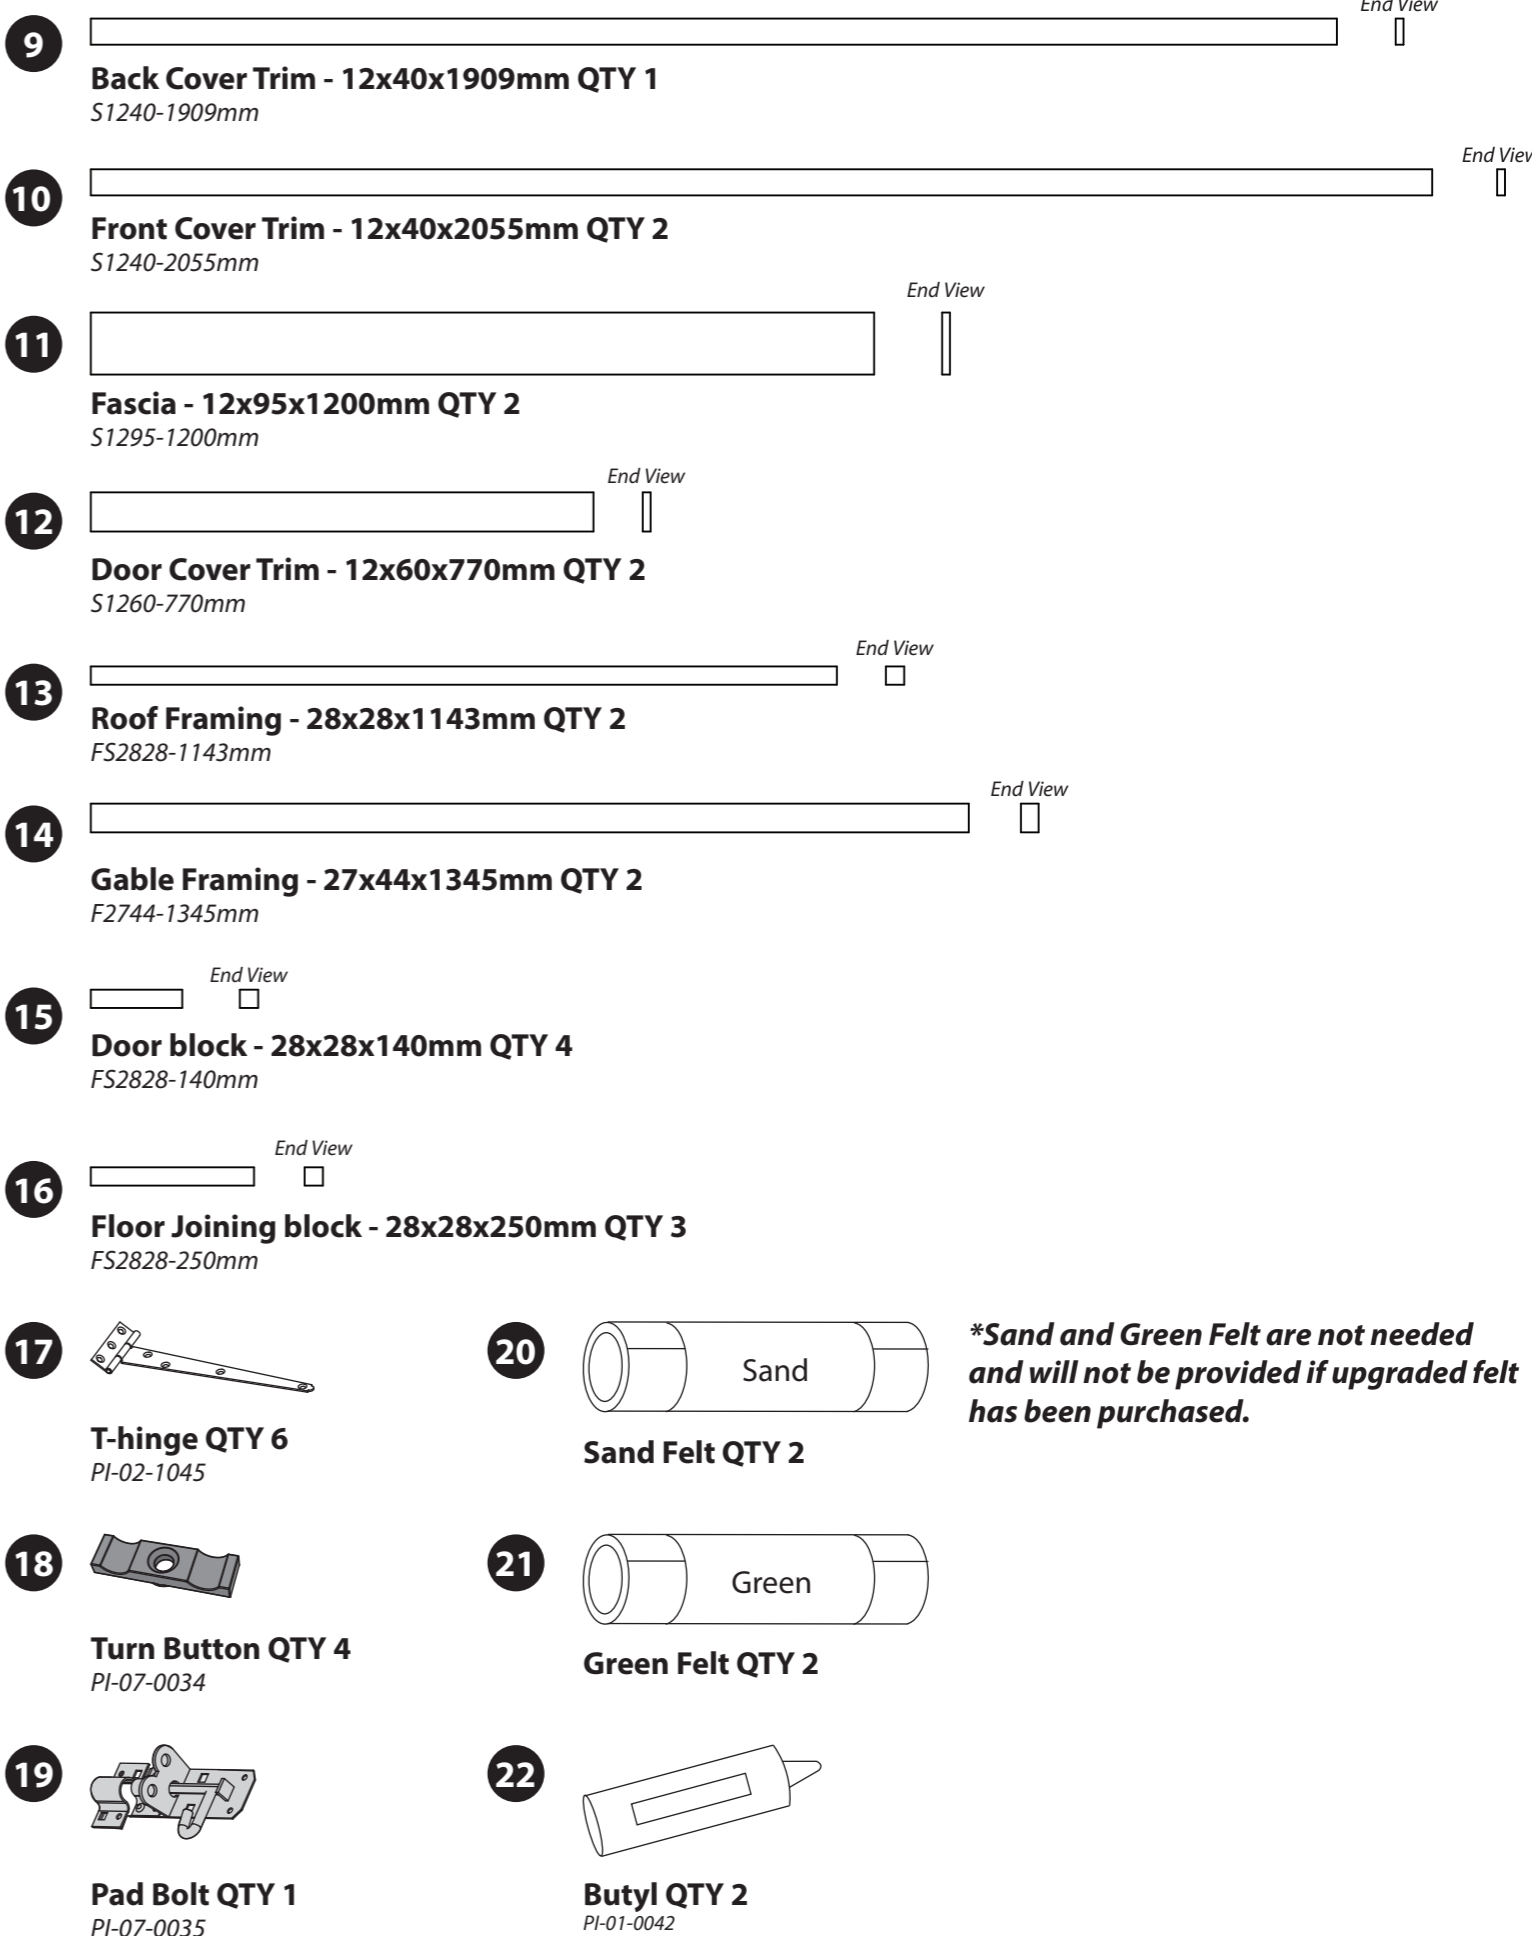 End View
9
Back Cover Trim - 12x40x1909mm QTY 1
S1240-1909mm
End View
10
Front Cover Trim - 12x40x2055mm QTY 2
S1240-2055mm
End View
11
Fascia - 12x95x1200mm QTY 2
S1295-1200mm
End View
12
Door Cover Trim - 12x60x770mm QTY 2
S1260-770mm
End View
13
Roof Framing - 28x28x1143mm QTY 2
FS2828-1143mm
End View
14
Gable Framing - 27x44x1345mm QTY 2
F2744-1345mm
End View
15
Door block - 28x28x140mm QTY 4
FS2828-140mm
End View
16
Floor Joining block - 28x28x250mm QTY 3
FS2828-250mm
17
T-hinge QTY 6
PI-02-1045
20
Sand
Sand Felt QTY 2
*Sand and Green Felt are not needed
and will not be provided if upgraded felt
has been purchased.
18
Turn Button QTY 4
PI-07-0034
21
Green
Green Felt QTY 2
19
Pad Bolt QTY 1
PI-07-0035
22
Butyl QTY 2
PI-01-0042